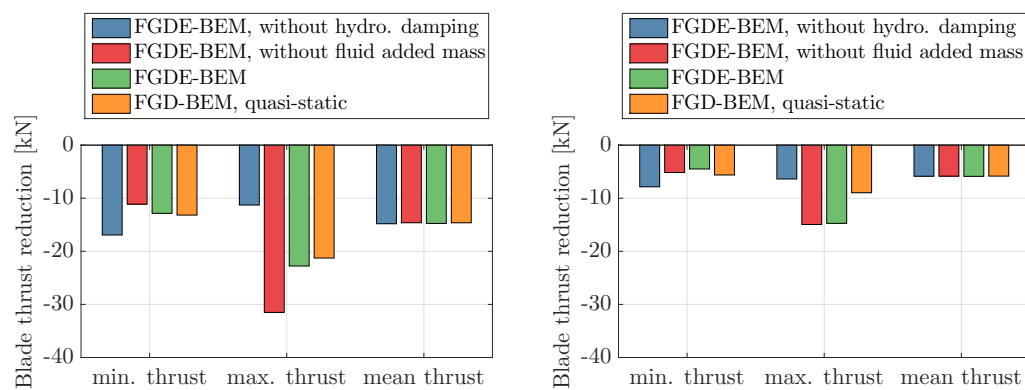 FGDE-BEM, without hydro. damping
FGDE-BEM, without fluid added mass
FGDE-BEM
FGD-BEM, quasi-static
Blade thrust reduction [kN]
0
-10
-20
-30
-40
min. thrust
max. thrust
mean thrust
FGDE-BEM, without hydro. damping
FGDE-BEM, without fluid added mass
FGDE-BEM
FGD-BEM, quasi-static
Blade thrust reduction [kN]
0
-10
-20
-30
-40
min. thrust
max. thrust
mean thrust